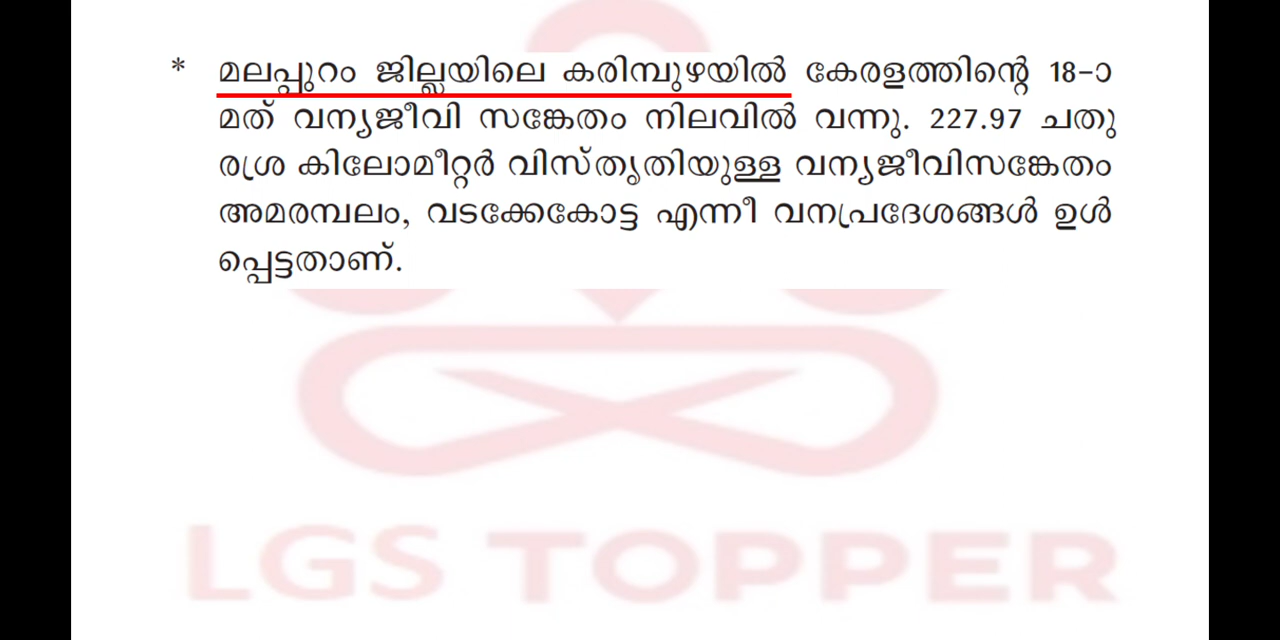 * മലപ്പുറം ജില്ലയിലെ കരിമ്പുഴയിൽ കേരളത്തിന്റെ 18-ാ
മത് വന്യജീവി സങ്കേതം നിലവിൽ വന്നു. 227.97 ചതു
രശ്ര കിലോമീറ്റർ വിസ്തൃതിയുള്ള വന്യജീവിസങ്കേതം
അമരമ്പലം, വടക്കേകോട്ട എന്നീ വനപ്രദേശങ്ങൾ ഉൾ
പ്പെട്ടതാണ്.
LGS TOPPER